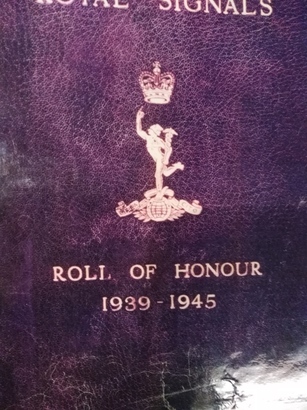 ROYAL SIGNALS
ROLL OF HONOUR
1939-1945